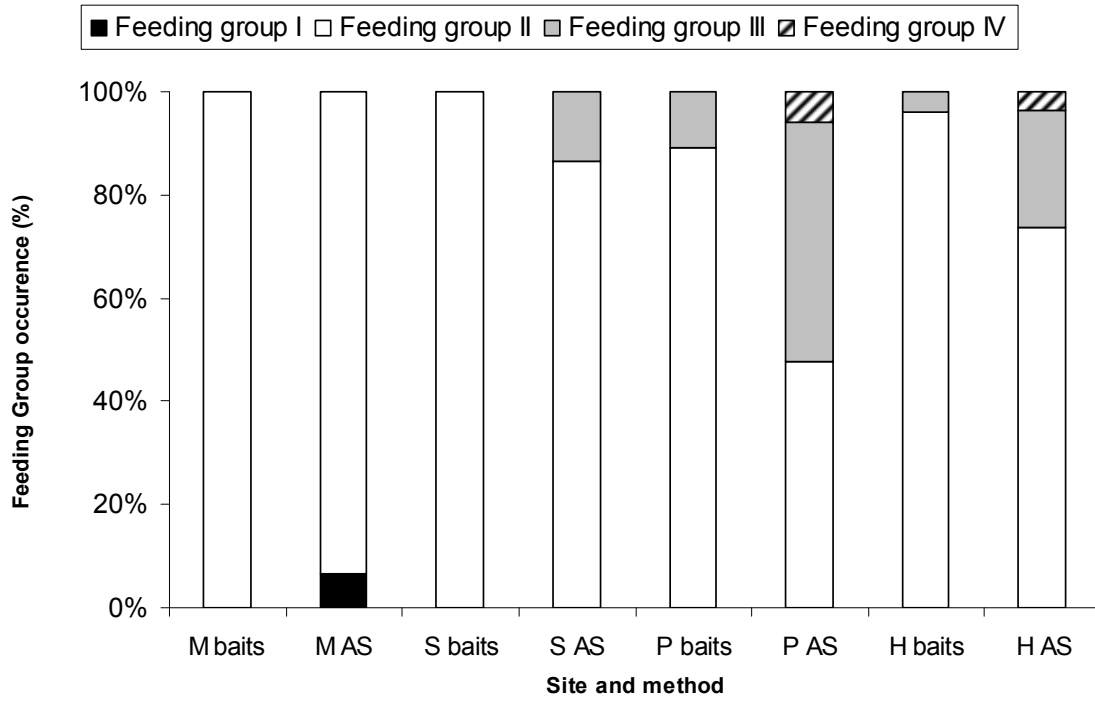 Feeding group I Feeding group II Feeding group III Feeding group IV
100%
80%
60%
40%
20%
0%
Feeding Group occurence (%)
M baits M AS S baits S AS P baits P AS H baits H AS
Site and method